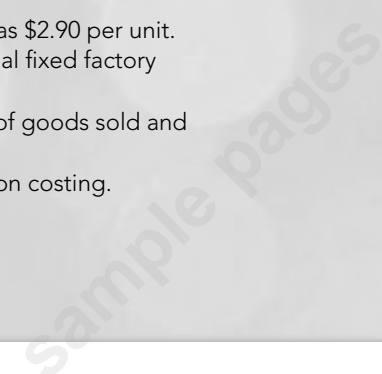 as $2.90 per unit.
al fixed factory
of goods sold and
on costing.
sample pages